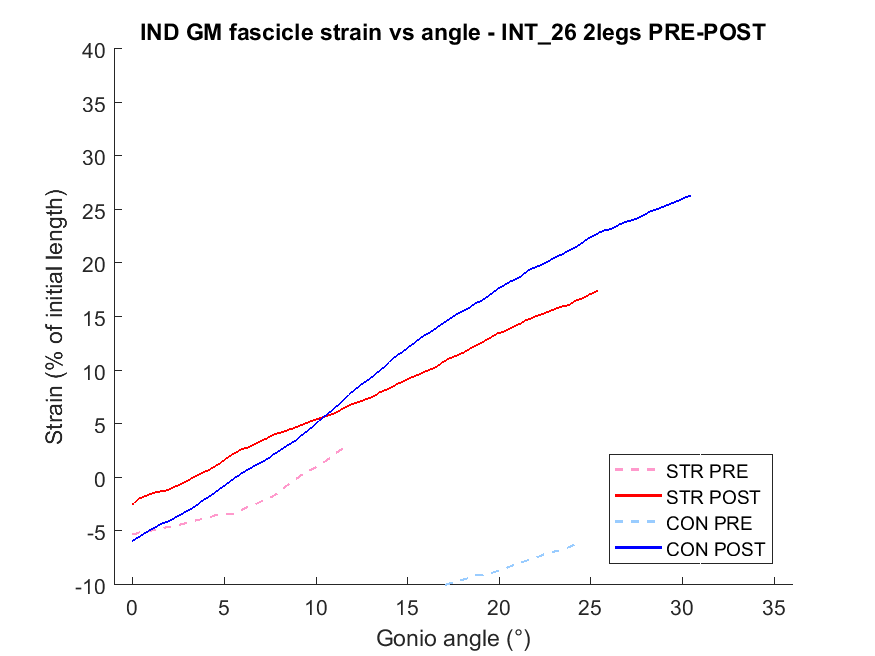 IND GM fascicle strain vs angle - INT_26 2legs PRE-POST
40
35
30
25
20
15
10
5
0
-5
-10
Strain (% of initial length)
0 5 10 15 20 25 30 35
Gonio angle (°)
STR PRE
STR POST
CON PRE
CON POST